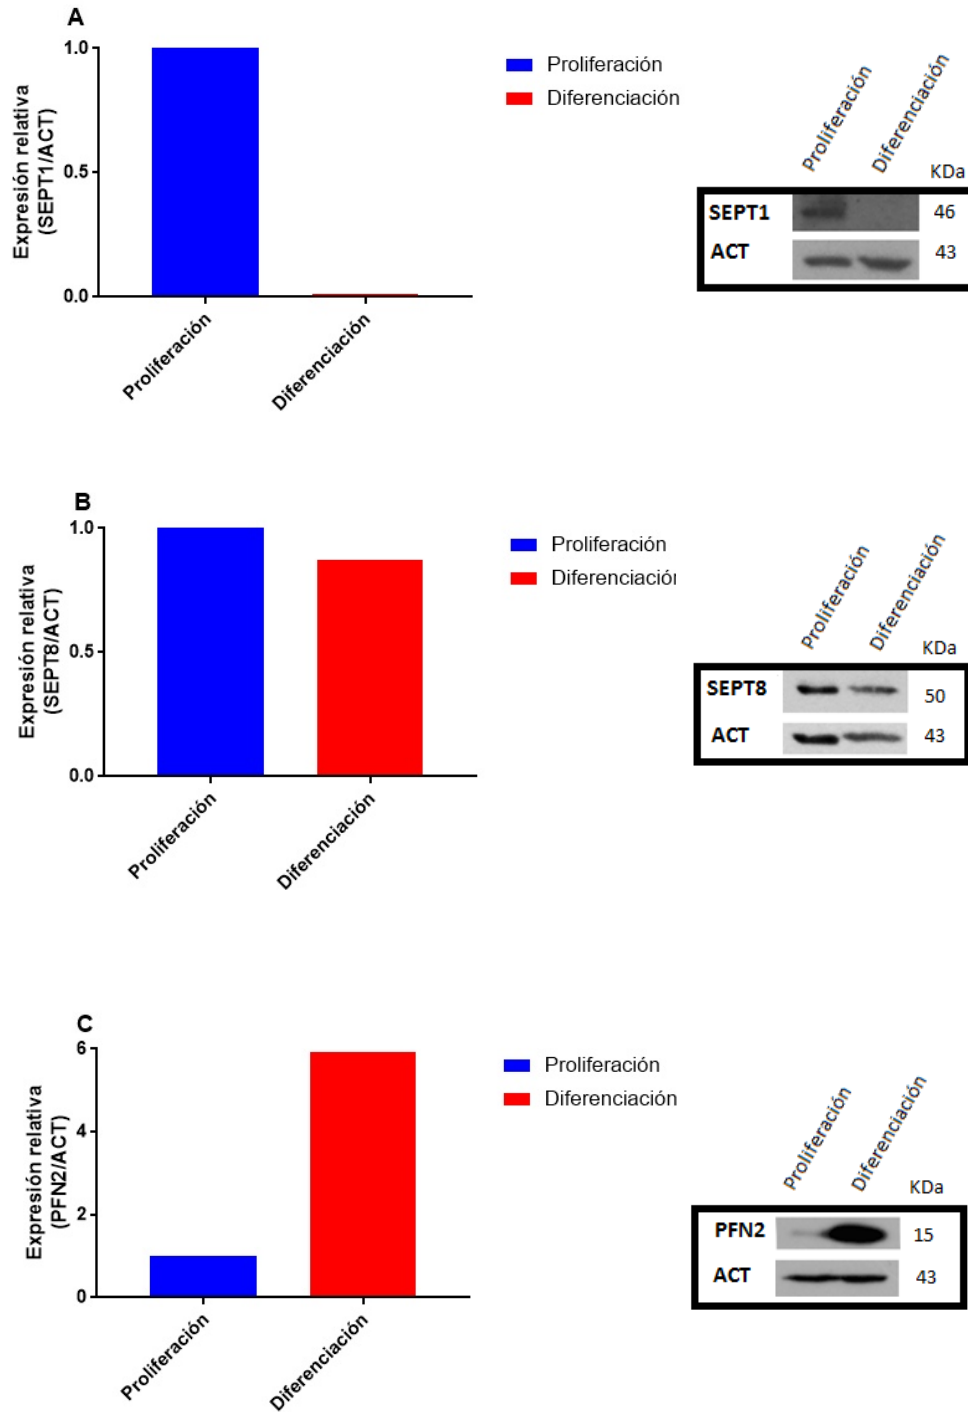 A
Expresión relativa
(SEPT1/ACT)
1.0
0.5
0.0
Proliferación
Diferenciación
Proliferación
Diferenciación
Proliferación
Diferenciación
KDa
SEPT1
46
ACT
43
B
Expresión relativa
(SEPT8/ACT)
1.0
0.5
0.0
Proliferación
Diferenciación
Proliferación
Diferenciación
Proliferación
Diferenciación
KDa
SEPT8
50
ACT
43
C
Expresión relativa
(PFN2/ACT)
6
4
2
0
Proliferación
Diferenciación
Proliferación
Diferenciación
Proliferación
Diferenciación
KDa
PFN2
15
ACT
43